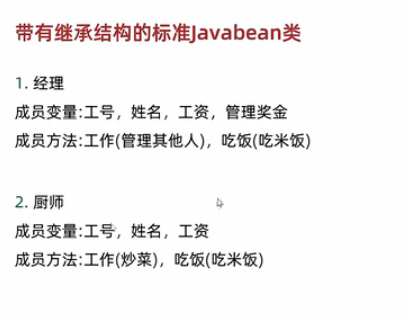 带有继承结构的标准Javabean类
1. 经理
成员变量:工号，姓名，工资，管理奖金
成员方法:工作(管理其他人)，吃饭(吃米饭)
2. 厨师
成员变量:工号，姓名，工资
成员方法:工作(炒菜)，吃饭(吃米饭)